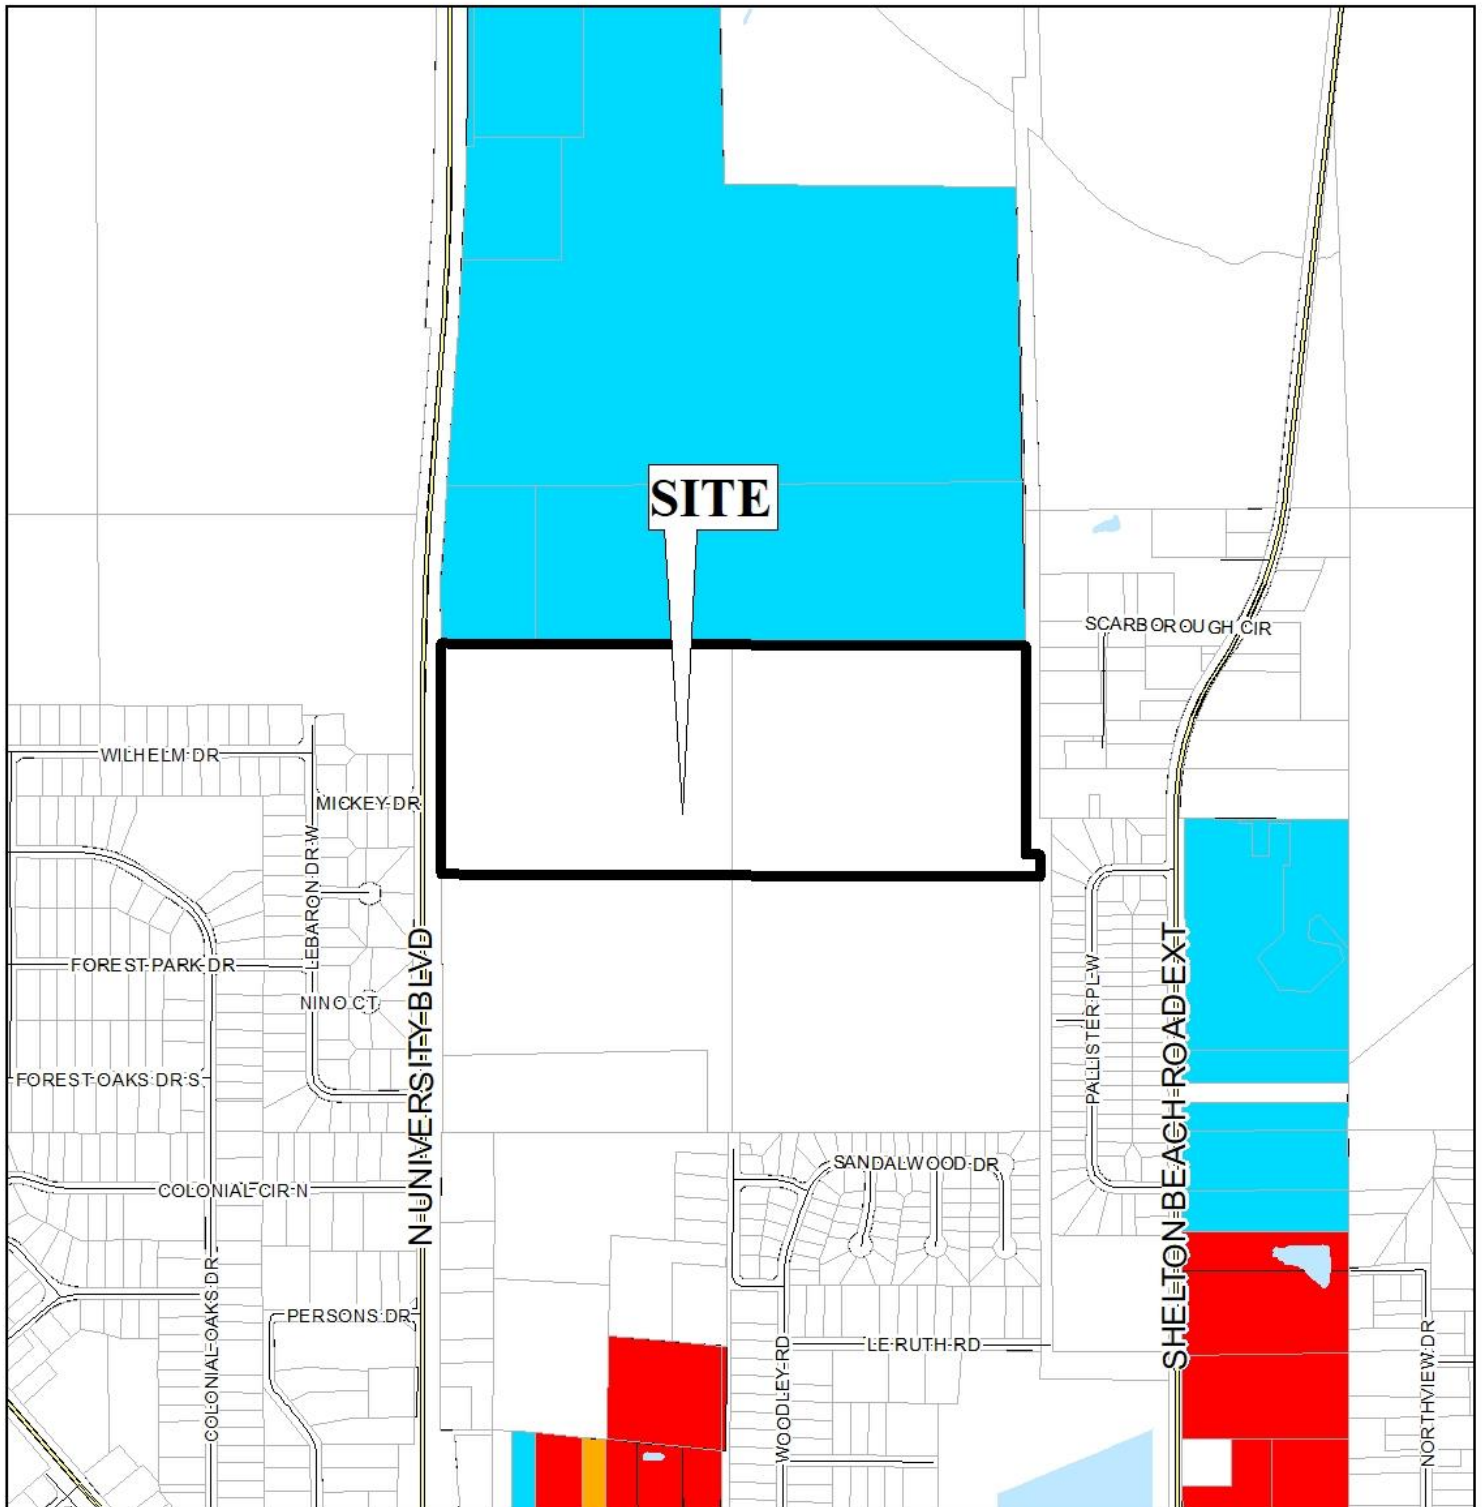 SITE
SCARBOROUGH CIR
WILHELM DR
MICKEY DR
LEBARON DR W
FOREST PARK DR
NINO CT
N UNIVERSITY BLVD
PALLISTER PL W
SHELTON BEACH ROAD EXT
FOREST OAKS DR S
SANDALWOOD DR
COLONIAL CIR N
COLONIAL OAKS DR
PERSONS DR
LE RUTH RD
WOODLEY RD
NORTHVIEW DR